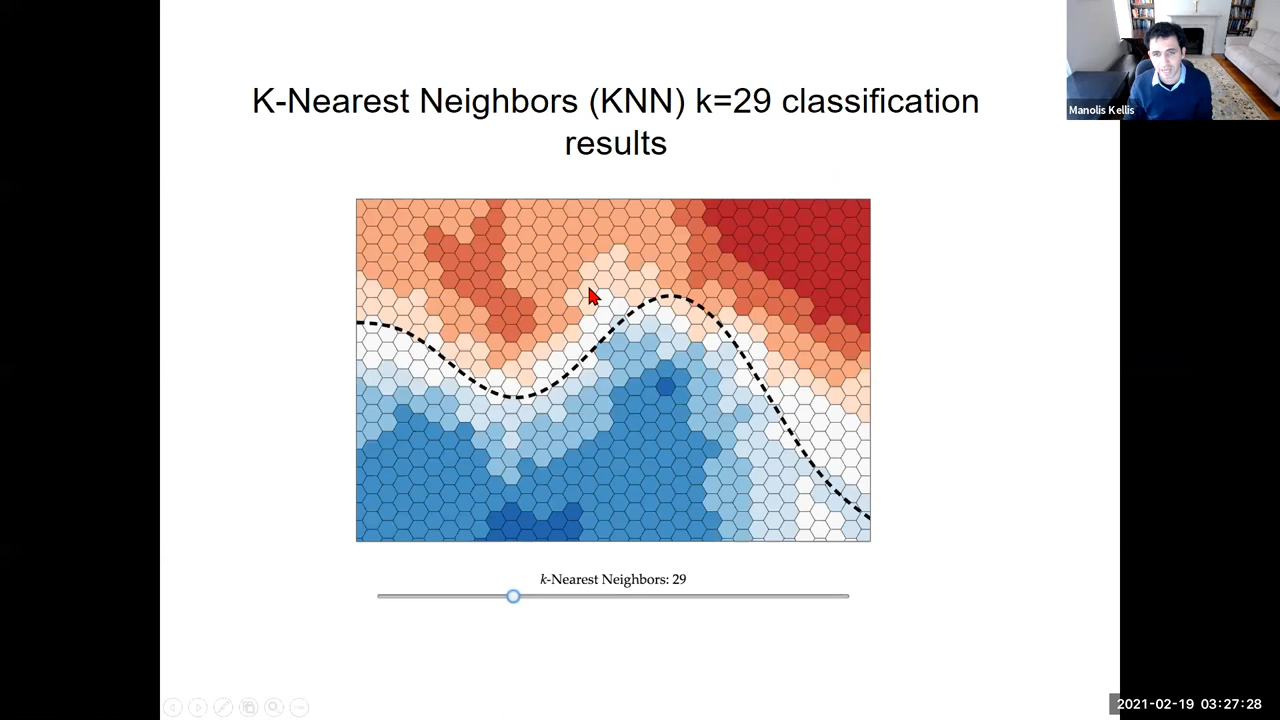 K-Nearest Neighbors (KNN) k=29 classification
results
Manolis Kellis
k-Nearest Neighbors: 29
2021-02-19 03:27:28